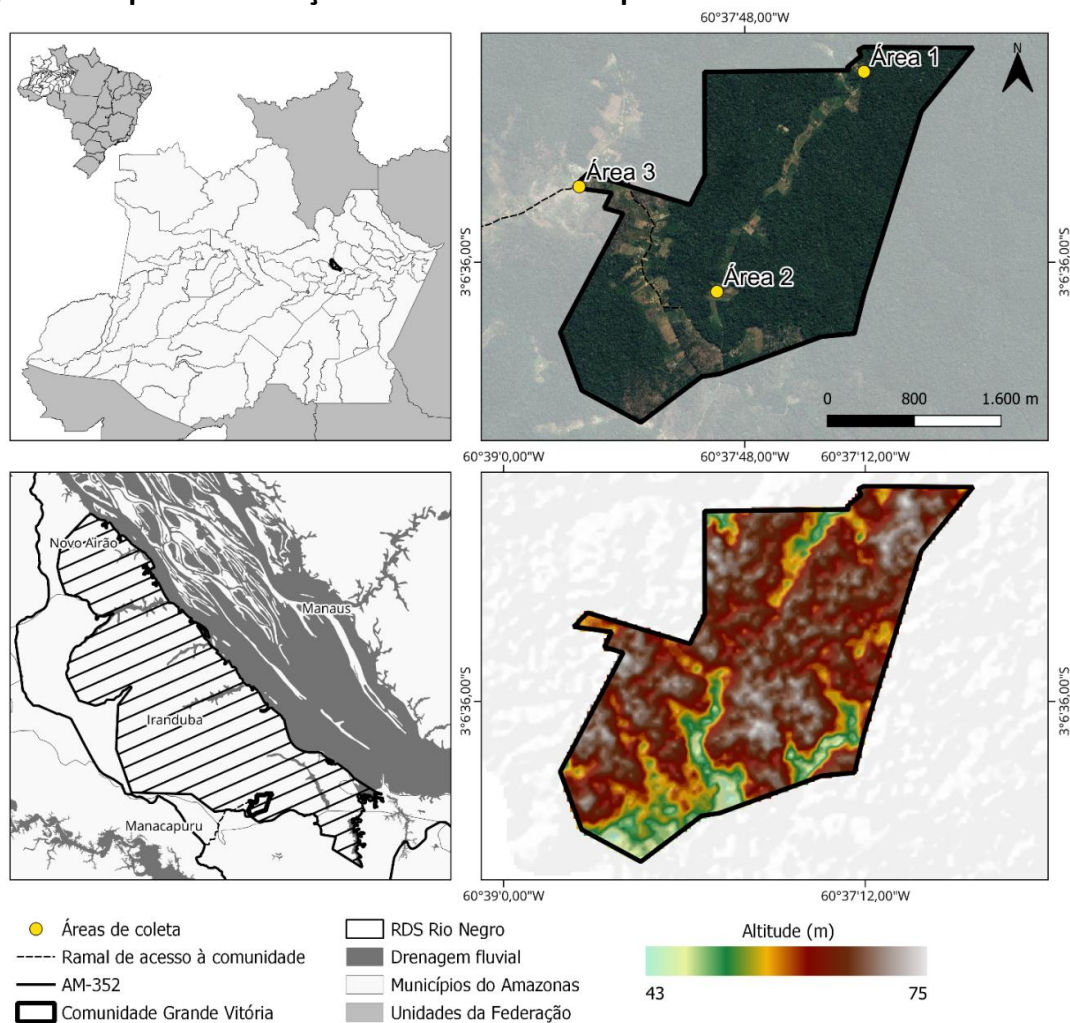 60°37'48,00"W
Área 1
N
Área 3
3°6'36,00"S
3°6'36,00"S
Área 2
0 800 1.600 m
60°39'0,00"W 60°37'48,00"W 60°37'12,00"W
Novo Airão
Manaus
Iranduba
3°6'36,00"S
3°6'36,00"S
Manacapuru
60°39'0,00"W 60°37'12,00"W
Áreas de coleta
Ramal de acesso à comunidade
AM-352
Comunidade Grande Vitória
RDS Rio Negro
Drenagem fluvial
Municípios do Amazonas
Unidades da Federação
Altitude (m)
43 75